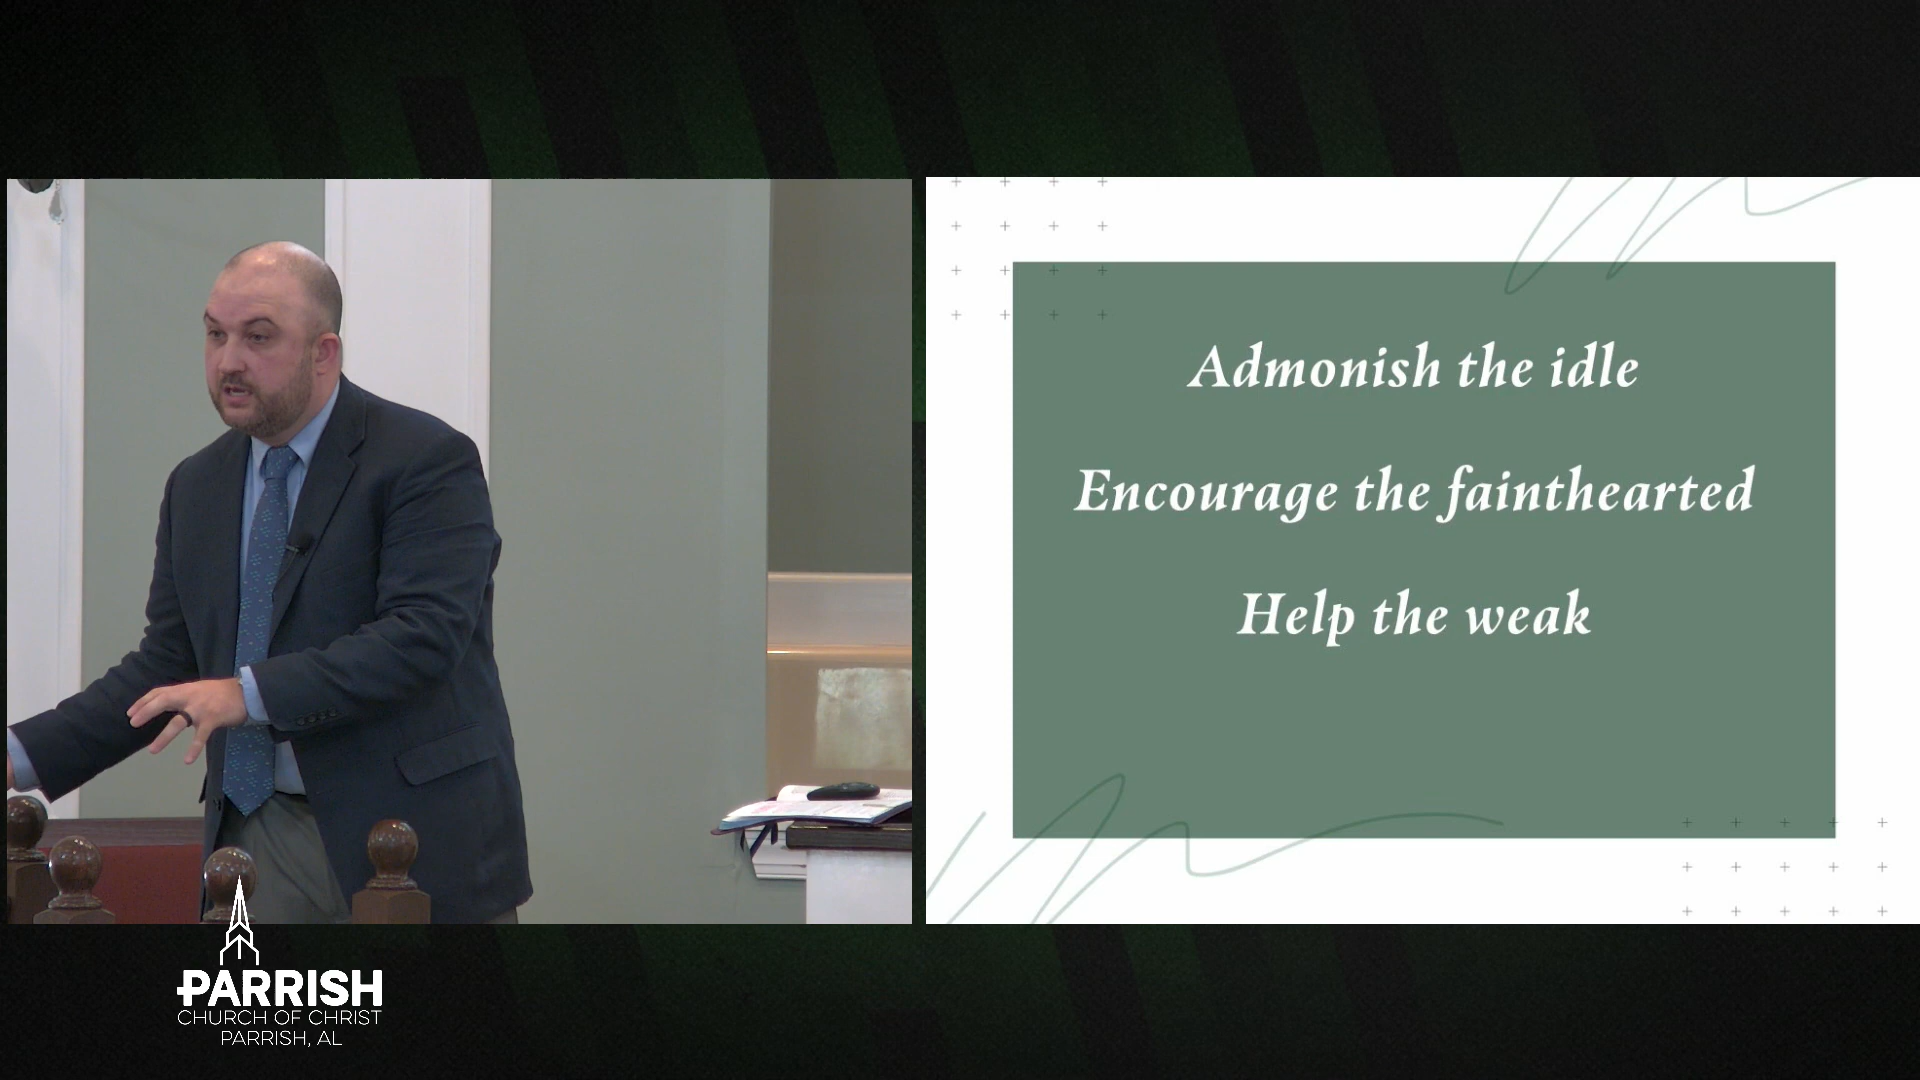 Admonish the idle
Encourage the fainthearted
Help the weak
PARRISH
CHURCH OF CHRIST
PARRISH, AL